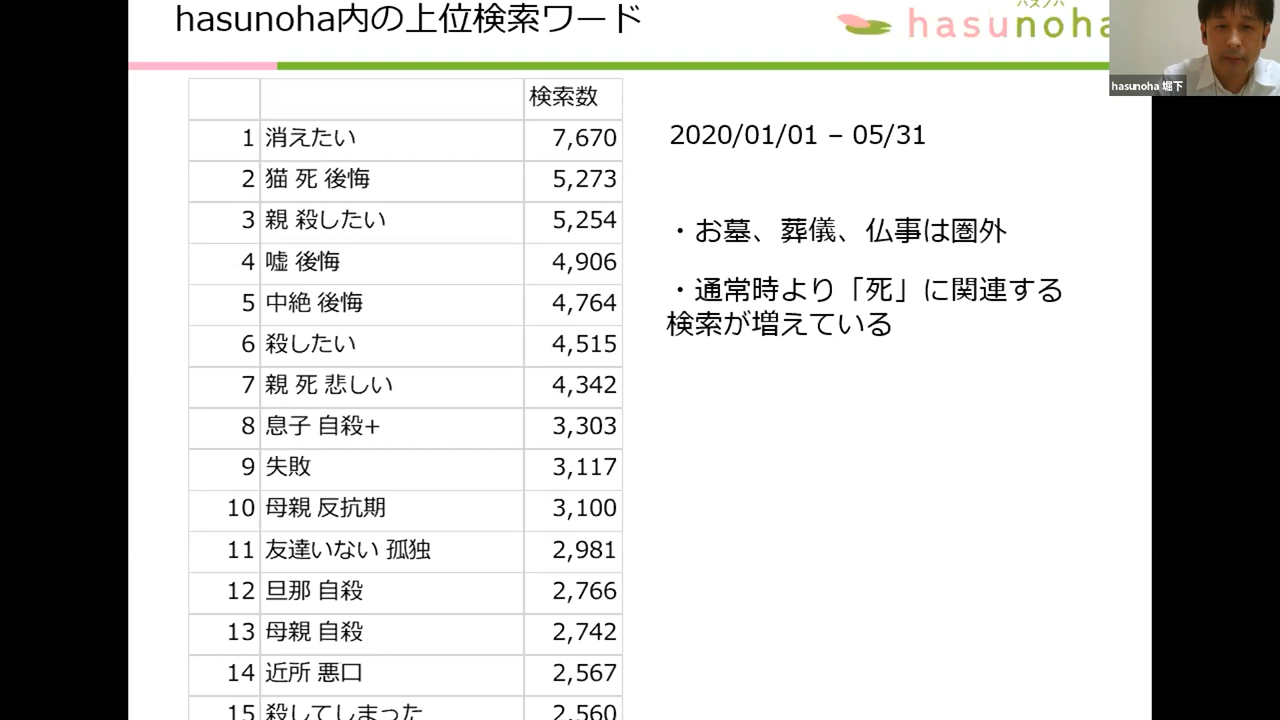 hasunoha内の上位検索ワード
ハスノハ
hasunoha
hasunoha 堀下
検索数
1 消えたい 7,670
2 猫 死 後悔 5,273
3 親 殺したい 5,254
4 嘘 後悔 4,906
5 中絶 後悔 4,764
6 殺したい 4,515
7 親 死 悲しい 4,342
8 息子 自殺+ 3,303
9 失敗 3,117
10 母親 反抗期 3,100
11 友達いない 孤独 2,981
12 旦那 自殺 2,766
13 母親 自殺 2,742
14 近所 悪口 2,567
15 殺してしまった 2,560
2020/01/01 – 05/31
・お墓、葬儀、仏事は圏外
・通常時より「死」に関連する
検索が増えている